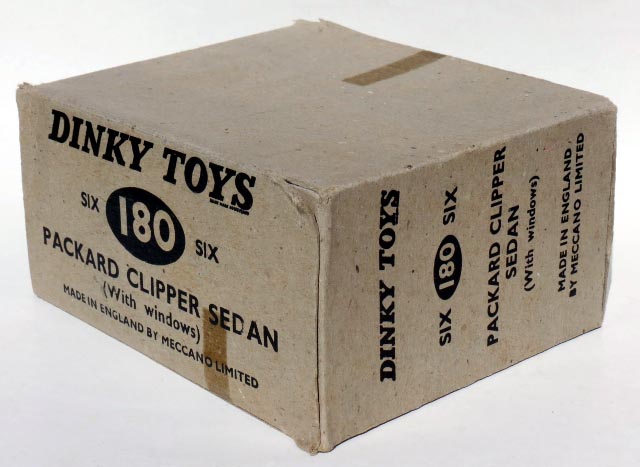 DINKY TOYS
SIX 180 SIX
PACKARD CLIPPER SEDAN
(With windows)
MADE IN ENGLAND BY MECCANO LIMITED
DINKY TOYS
SIX 180 SIX
PACKARD CLIPPER
SEDAN
(With windows)
MADE IN ENGLAND
BY MECCANO LIMITED